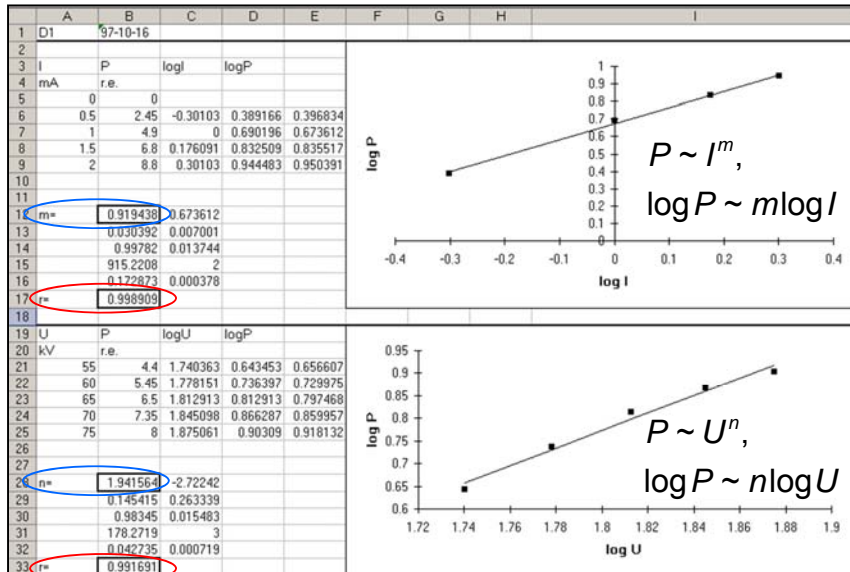 A B C D E F G H I
1 D1 97-10-16
2
3 I P logI logP
4 mA r.e.
5 0 0
6 0.5 2.45 -0.30103 0.389166 0.396834
7 1 4.9 0 0.690196 0.673612
8 1.5 6.8 0.176091 0.832509 0.835517
9 2 8.8 0.30103 0.944483 0.950391
10
11
12 m= 0.919438 0.673612
13 0.030392 0.007001
14 0.99782 0.013744
15 915.2208 2
16 0.172873 0.000378
17 r= 0.998909
18
1
0.9
0.8
0.7
0.6
0.5
0.4
0.3
0.2
0.1
0
log P
-0.4 -0.3 -0.2 -0.1 0 0.1 0.2 0.3 0.4
log I
P ~ I^m,
log P ~ mlog I
19 U P logU logP
20 kV r.e.
21 55 4.4 1.740363 0.643453 0.656607
22 60 5.45 1.778151 0.736397 0.729975
23 65 6.5 1.812913 0.812913 0.797468
24 70 7.35 1.845098 0.866287 0.859957
25 75 8 1.875061 0.90309 0.918132
26
27
28 n= 1.941564 -2.72242
29 0.145415 0.263339
30 0.98345 0.015483
31 178.2719 3
32 0.042735 0.000719
33 r= 0.991691
0.95
0.9
0.85
0.8
0.75
0.7
0.65
0.6
log P
1.72 1.74 1.76 1.78 1.8 1.82 1.84 1.86 1.88 1.9
log U
P ~ U^n,
log P ~ nlog U